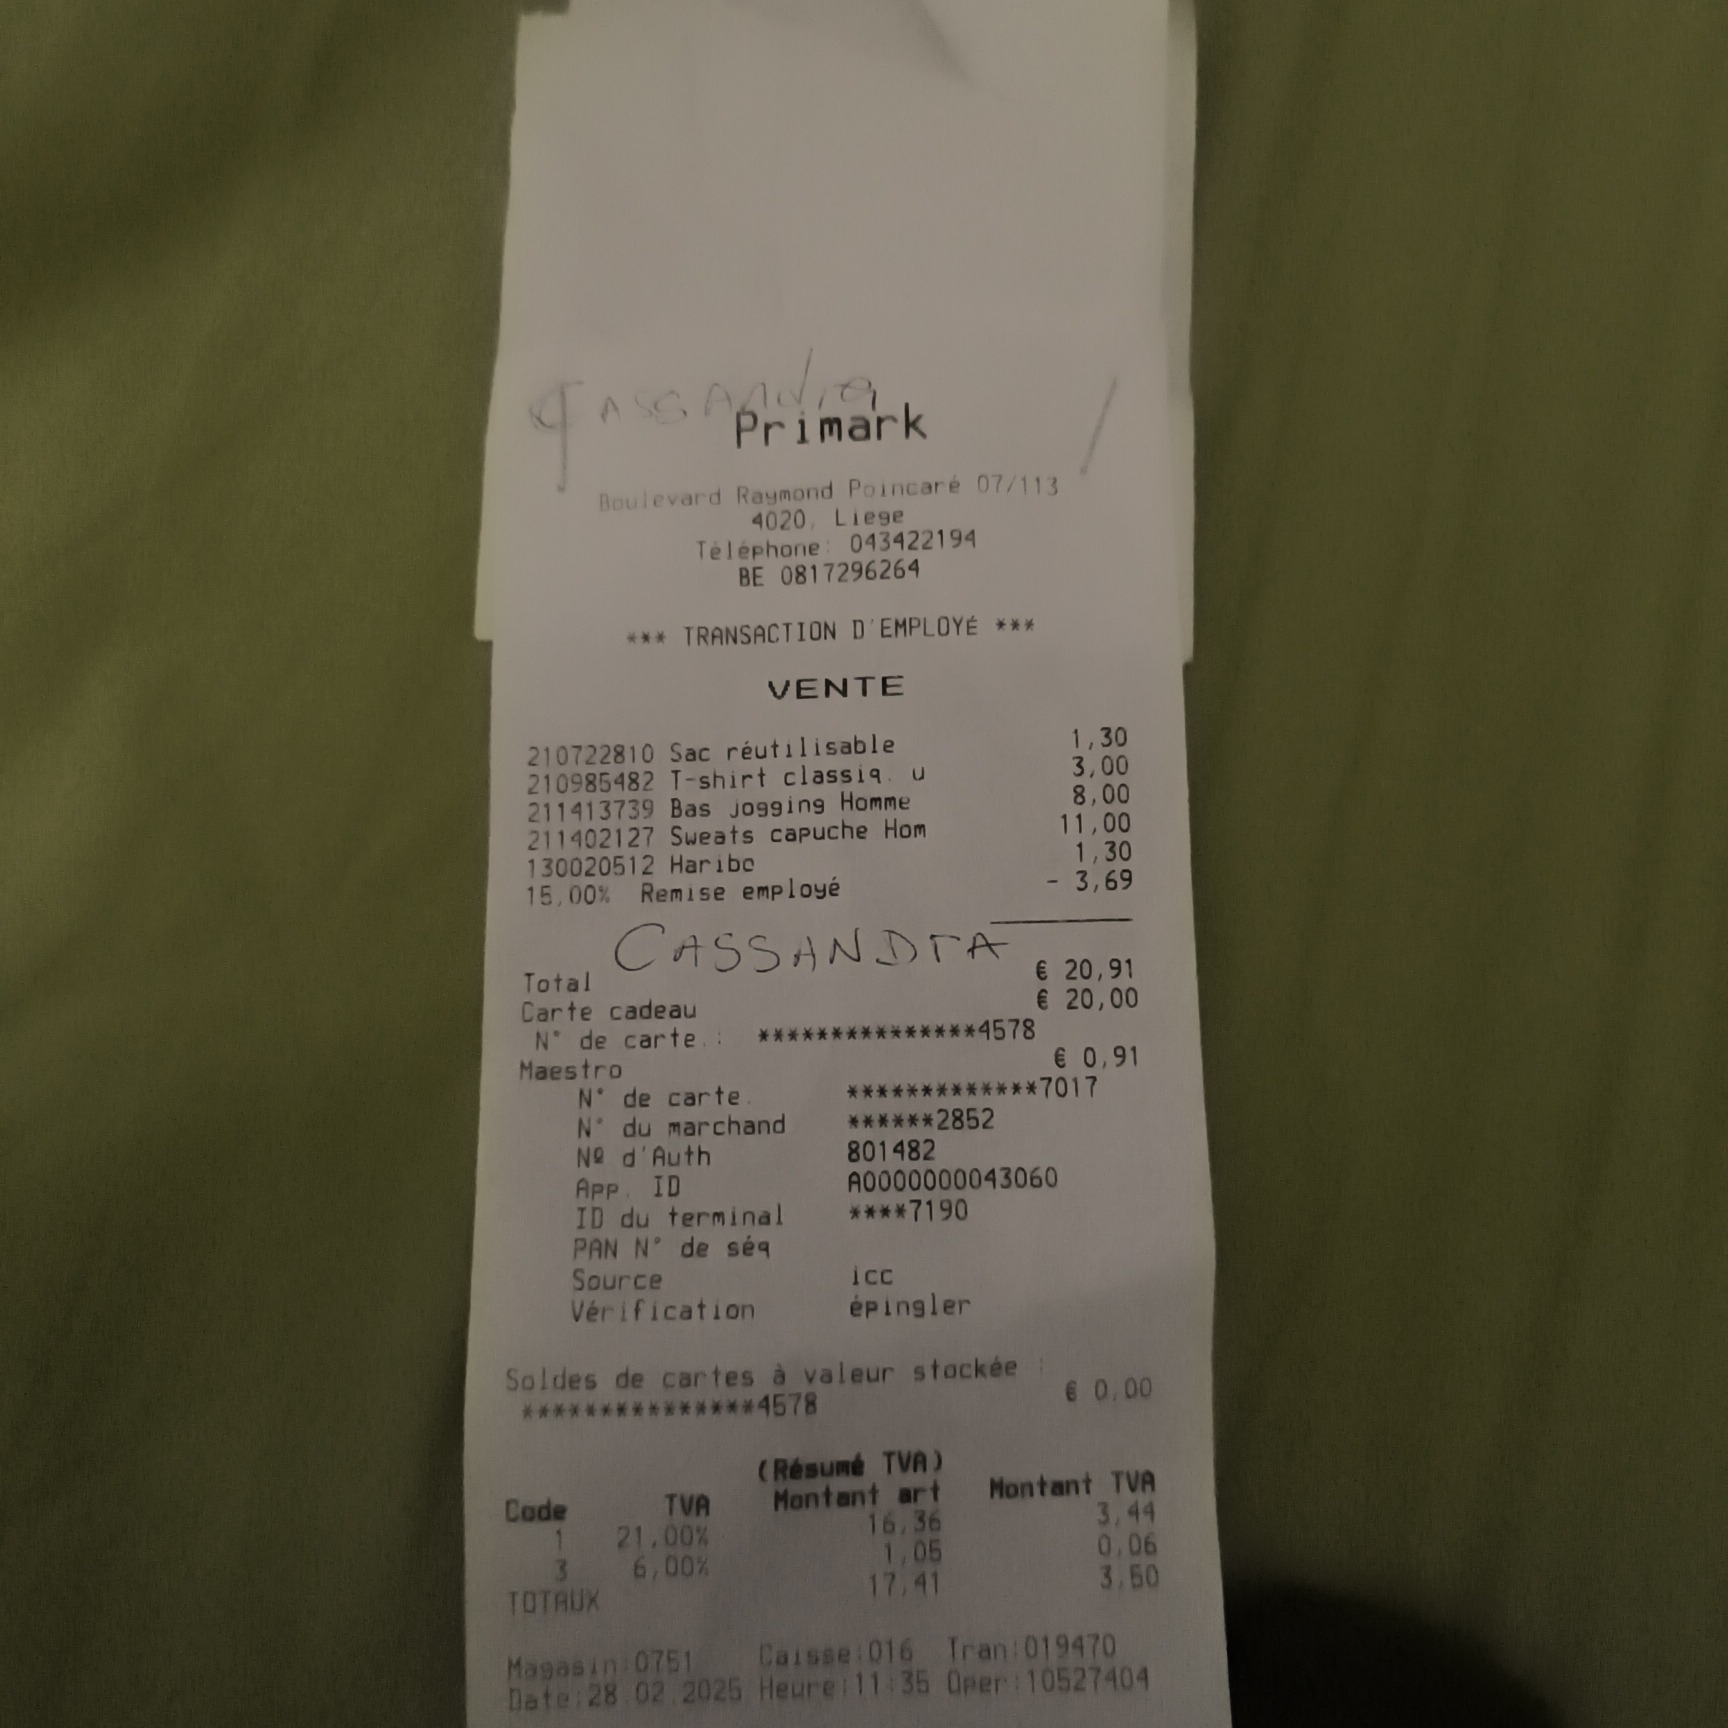 Cassandra
Primark
Boulevard Raymond Poincaré 07/113
4020, Liege
Téléphone: 043422194
BE 0817296264
*** TRANSACTION D'EMPLOYÉ ***
VENTE
210722810 Sac réutilisable 1,30
210985482 T-shirt classiq. u 3,00
211413739 Bas jogging Homme 8,00
211402127 Sweats capuche Hom 11,00
130020512 Haribo 1,30
15,00% Remise employé - 3,69
CASSANDrA
Total € 20,91
Carte cadeau € 20,00
N° de carte.: ***************4578
Maestro € 0,91
N° de carte. *************7017
N° du marchand ******2852
Nº d'Auth 801482
App. ID A0000000043060
ID du terminal ****7190
PAN N° de séq
Source icc
Vérification épingler
Soldes de cartes à valeur stockée :
***************4578 € 0,00
(Résumé TVA)
Code TVA Montant art Montant TVA
1 21,00% 16,36 3,44
3 6,00% 1,05 0,06
TOTAUX 17,41 3,50
Magasin:0751 Caisse:016 Tran:019470
Date:28.02.2025 Heure:11:35 Oper:10527404